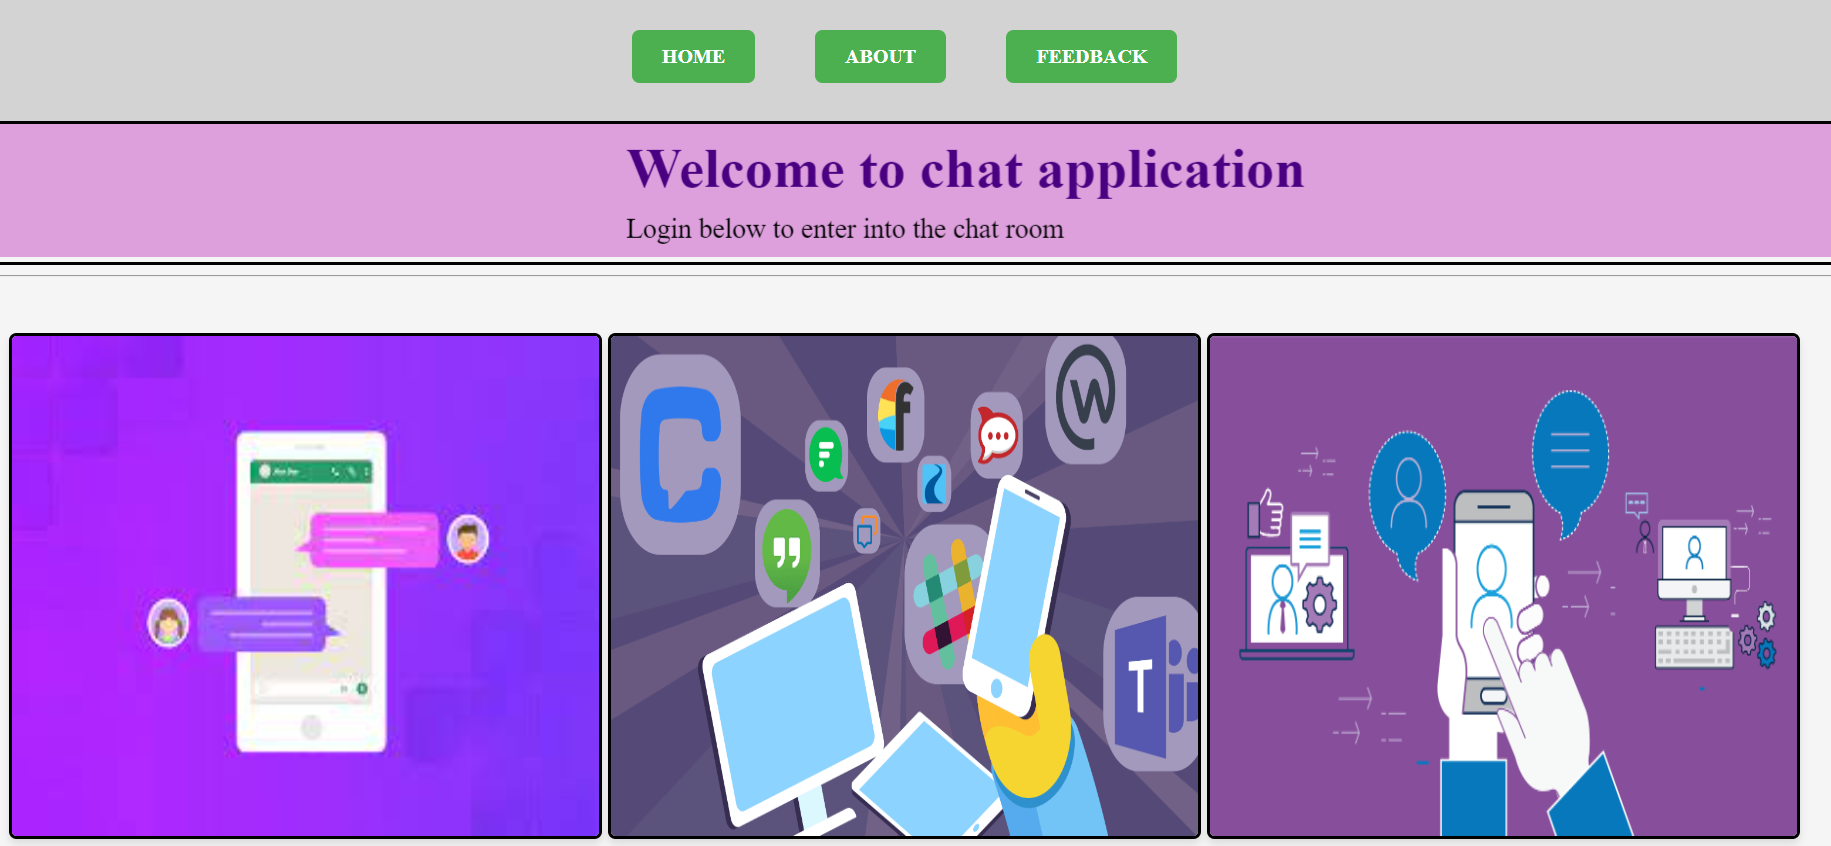 HOME
ABOUT
FEEDBACK
Welcome to chat application
Login below to enter into the chat room